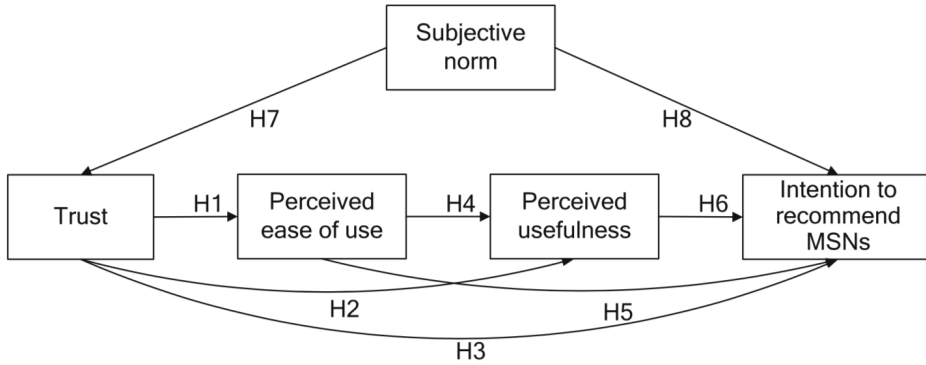 Subjective
norm
H7
H8
Trust
H1
Perceived
ease of use
H4
Perceived
usefulness
H6
Intention to
recommend
MSNs
H2
H5
H3